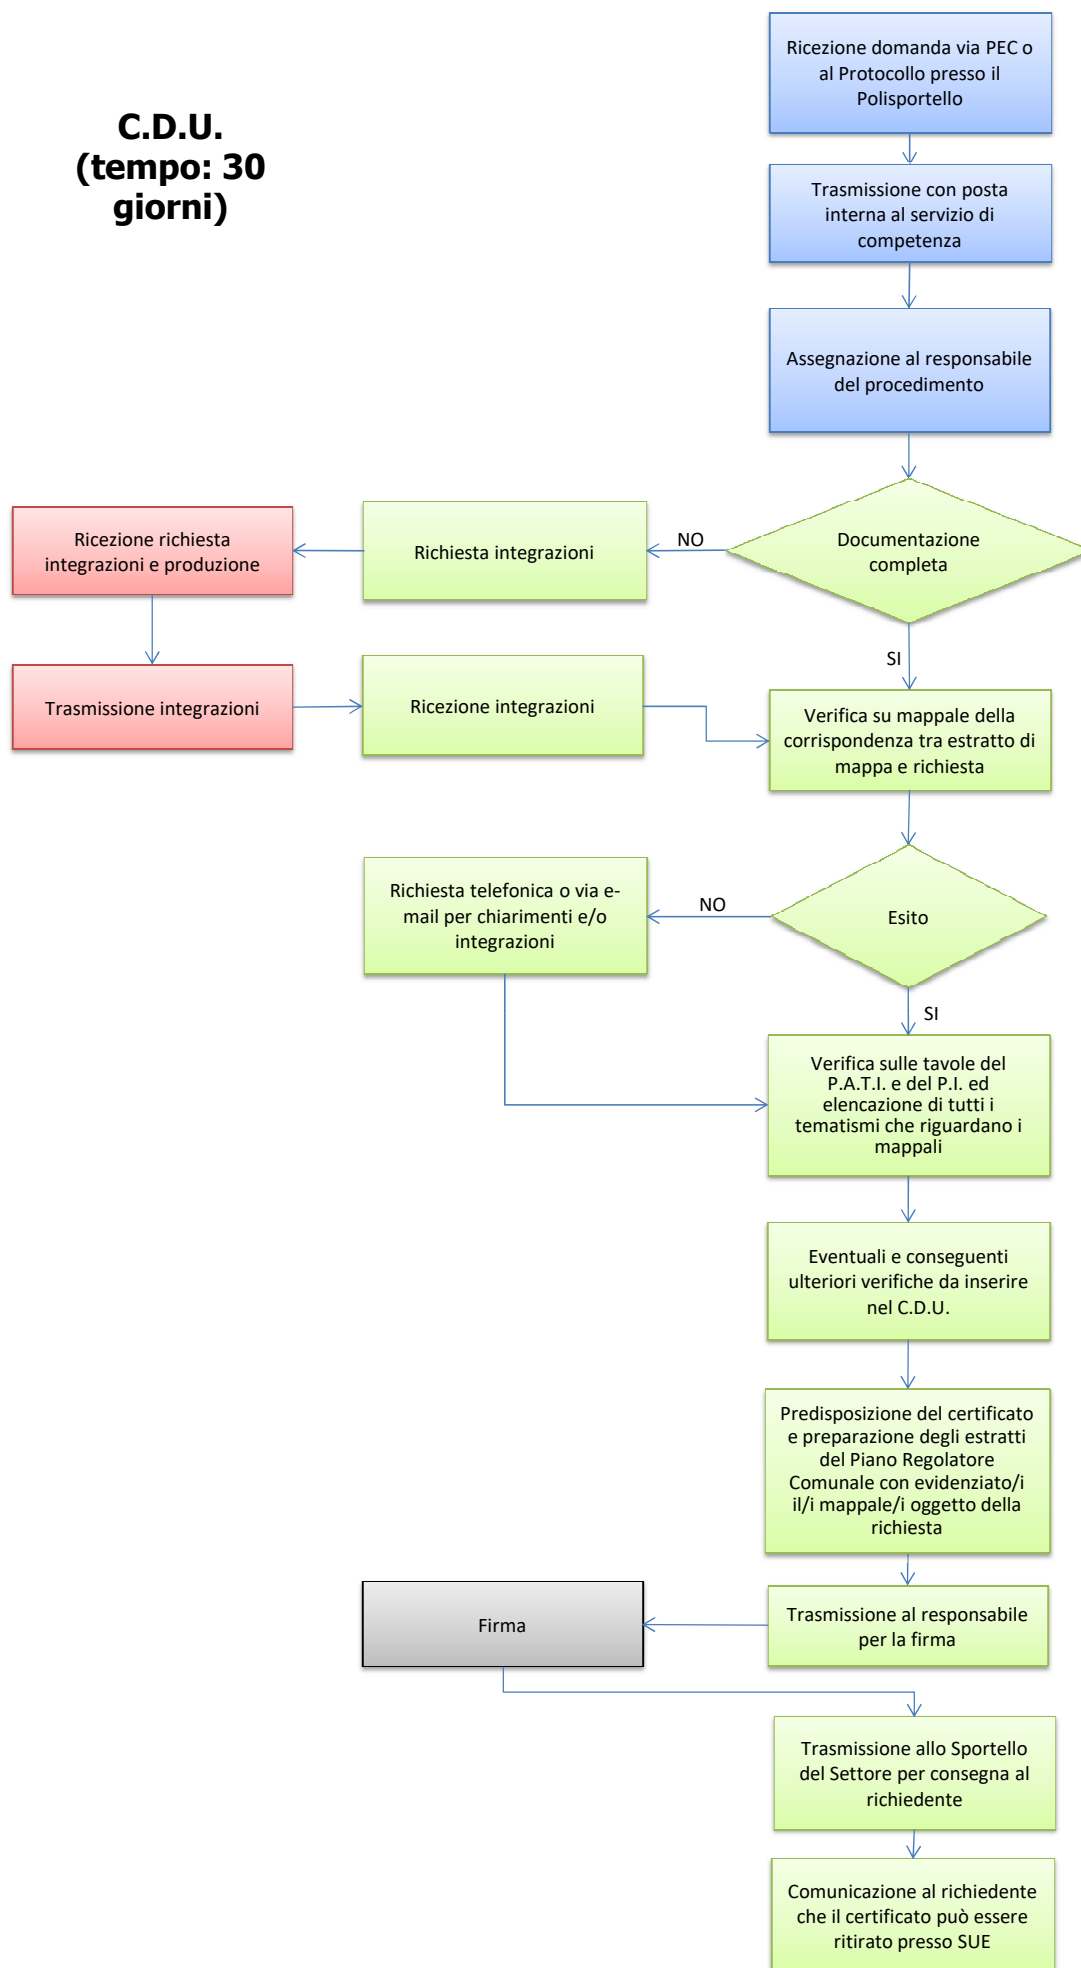 C.D.U.
(tempo: 30
giorni)
Ricezione domanda via PEC o
al Protocollo presso il
Polisportello
Trasmissione con posta
interna al servizio di
competenza
Assegnazione al responsabile
del procedimento
Documentazione
completa
NO
Richiesta integrazioni
Ricezione richiesta
integrazioni e produzione
Trasmissione integrazioni
Ricezione integrazioni
SI
Verifica su mappale della
corrispondenza tra estratto di
mappa e richiesta
Esito
NO
Richiesta telefonica o via e-
mail per chiarimenti e/o
integrazioni
SI
Verifica sulle tavole del
P.A.T.I. e del P.I. ed
elencazione di tutti i
tematismi che riguardano i
mappali
Eventuali e conseguenti
ulteriori verifiche da inserire
nel C.D.U.
Predisposizione del certificato
e preparazione degli estratti
del Piano Regolatore
Comunale con evidenziato/i
il/i mappale/i oggetto della
richiesta
Trasmissione al responsabile
per la firma
Firma
Trasmissione allo Sportello
del Settore per consegna al
richiedente
Comunicazione al richiedente
che il certificato può essere
ritirato presso SUE